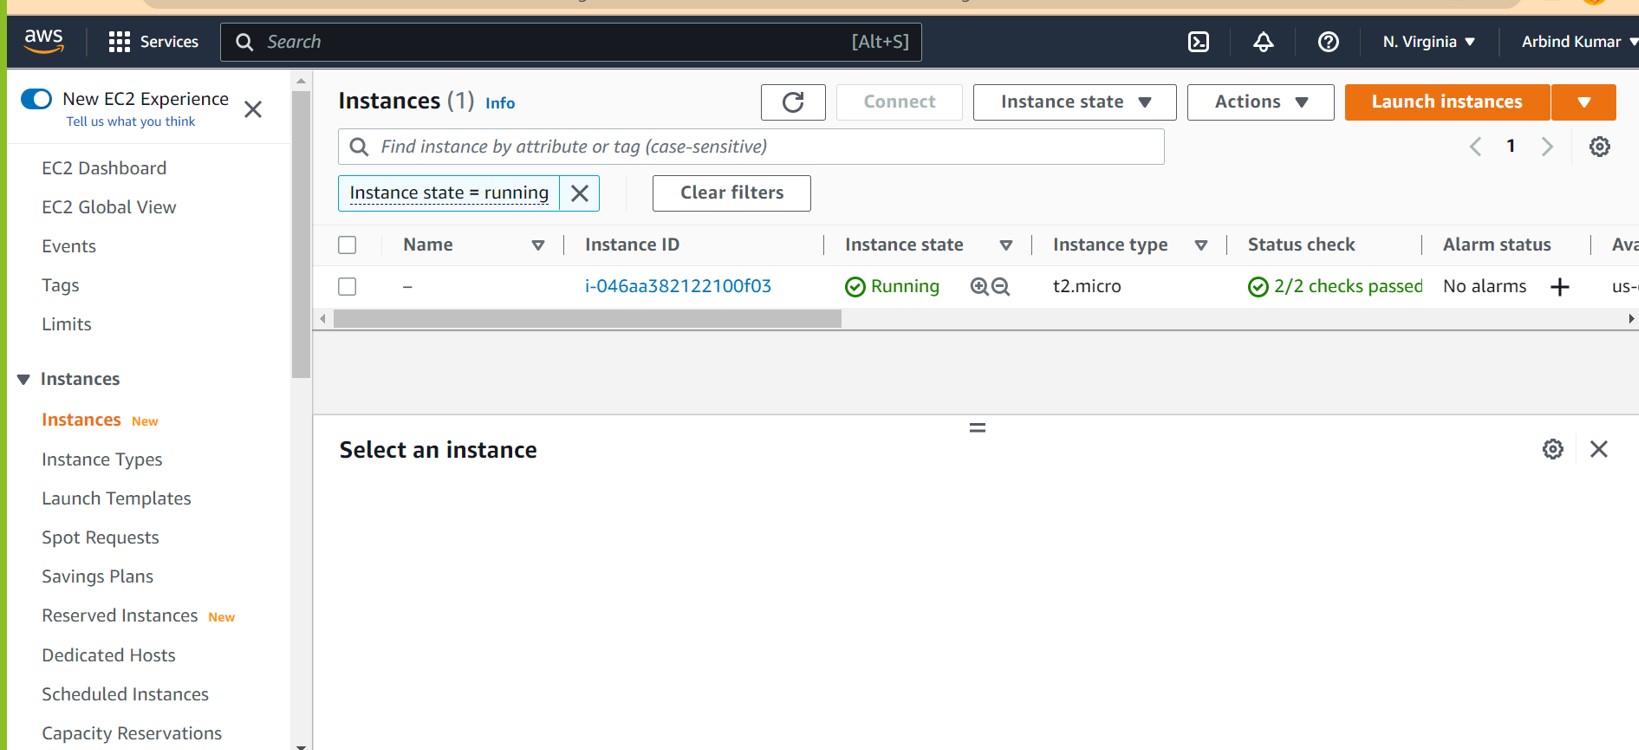 aws Services Search [Alt+S] N. Virginia Arbind Kumar
New EC2 Experience
Tell us what you think
EC2 Dashboard
EC2 Global View
Events
Tags
Limits
Instances
Instances New
Instance Types
Launch Templates
Spot Requests
Savings Plans
Reserved Instances New
Dedicated Hosts
Scheduled Instances
Capacity Reservations
Instances (1) Info Connect Instance state Actions Launch instances
Find instance by attribute or tag (case-sensitive) 1
Instance state = running Clear filters
Name Instance ID Instance state Instance type Status check Alarm status Ava
– i-046aa382122100f03 Running t2.micro 2/2 checks passed No alarms + us-
Select an instance